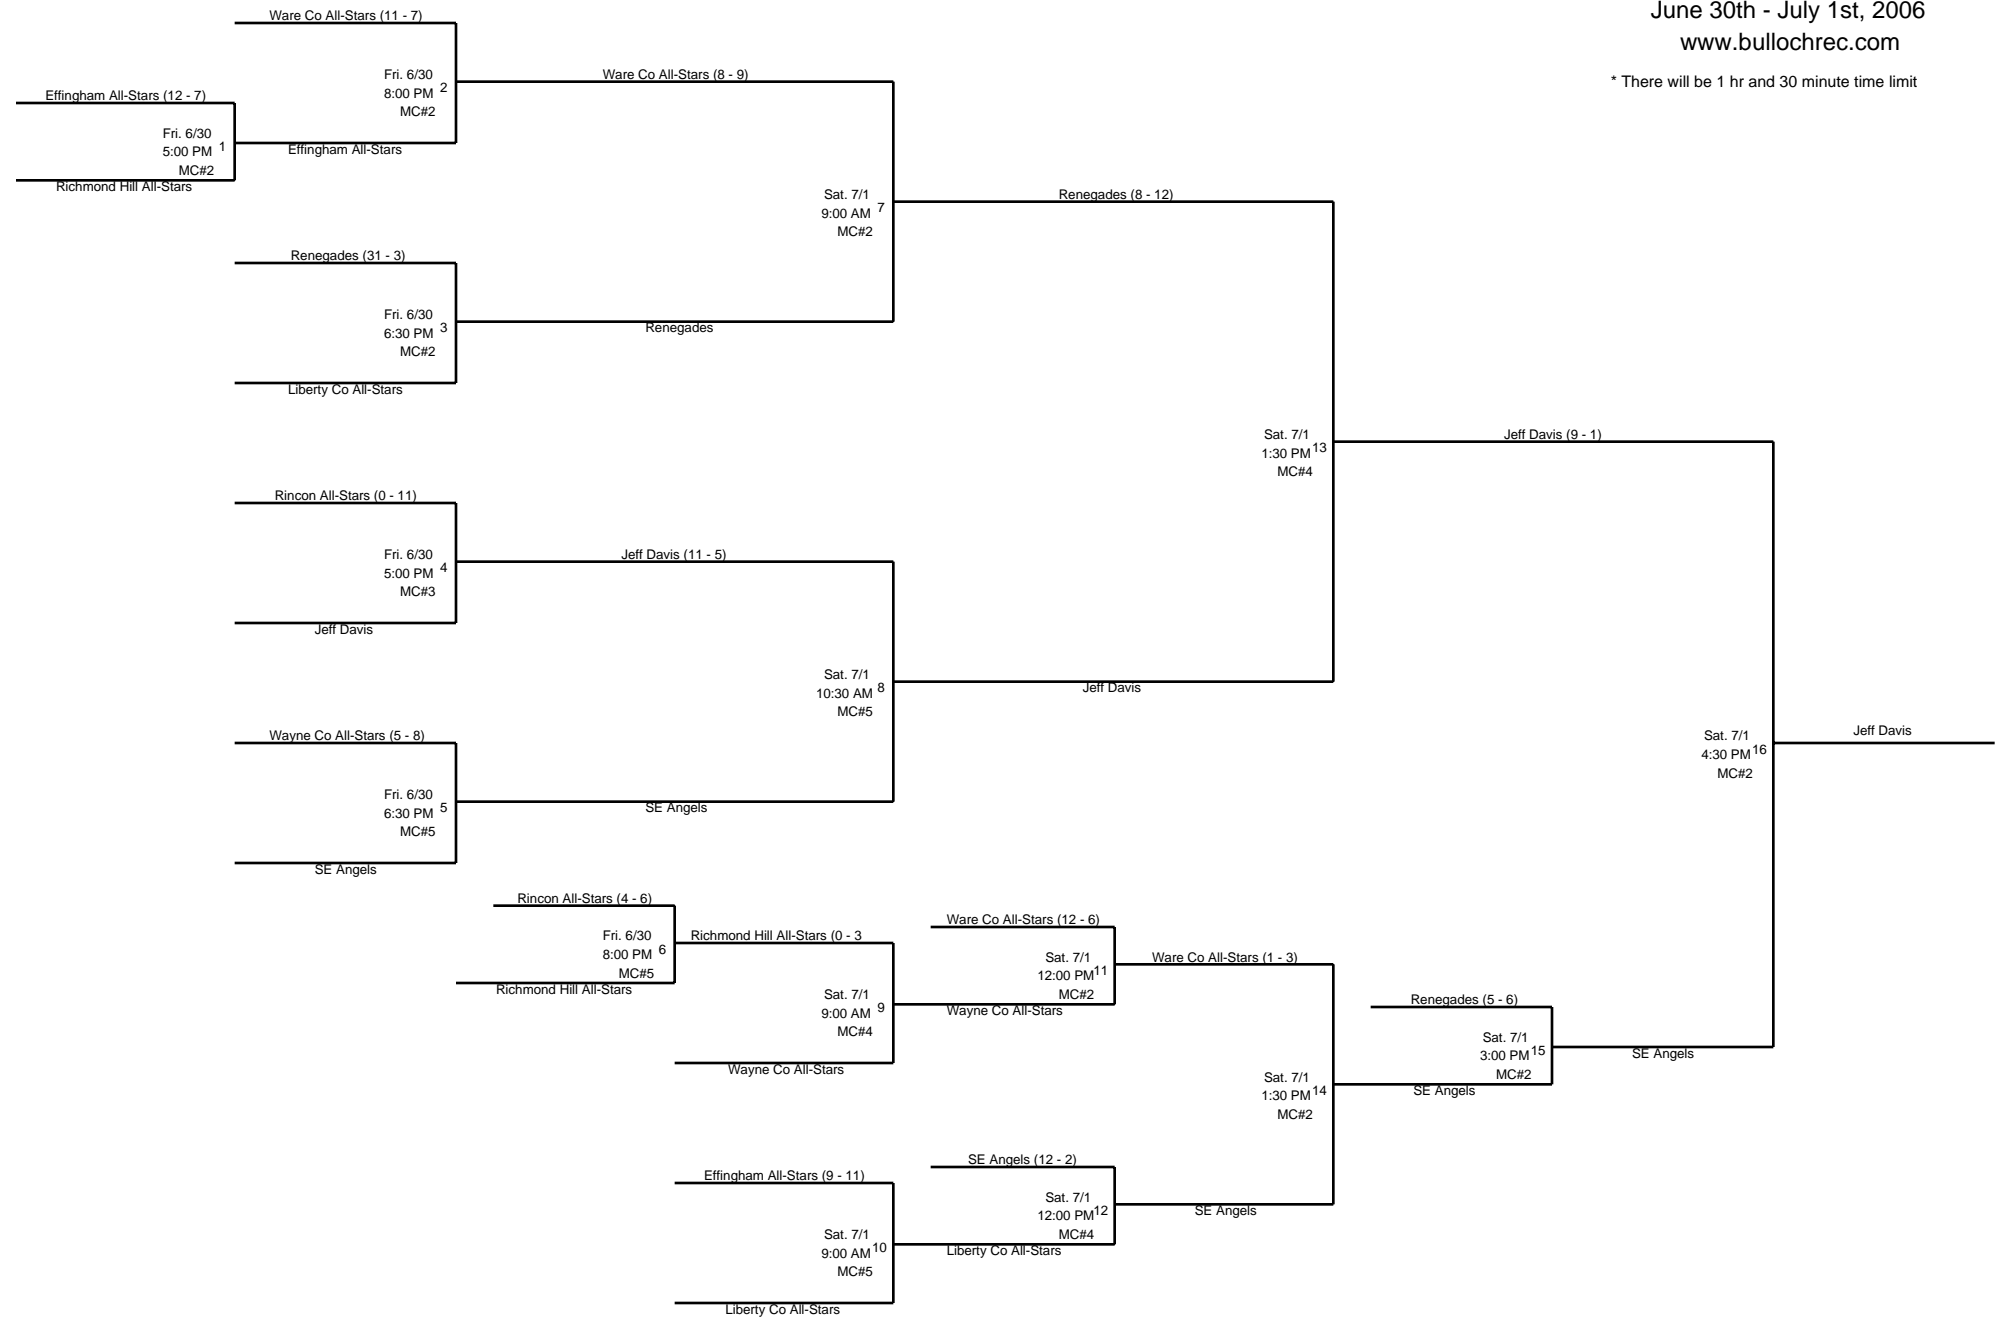 June 30th - July 1st, 2006
www.bullochrec.com
* There will be 1 hr and 30 minute time limit
Ware Co All-Stars (11 - 7)
Fri. 6/30
8:00 PM 2
MC#2
Ware Co All-Stars (8 - 9)
Effingham All-Stars (12 - 7)
Fri. 6/30
5:00 PM 1
MC#2
Effingham All-Stars
Richmond Hill All-Stars
Sat. 7/1
9:00 AM 7
MC#2
Renegades (8 - 12)
Renegades (31 - 3)
Fri. 6/30
6:30 PM 3
MC#2
Renegades
Liberty Co All-Stars
Sat. 7/1
1:30 PM 13
MC#4
Jeff Davis (9 - 1)
Rincon All-Stars (0 - 11)
Fri. 6/30
5:00 PM 4
MC#3
Jeff Davis (11 - 5)
Jeff Davis
Sat. 7/1
10:30 AM 8
MC#5
Jeff Davis
Wayne Co All-Stars (5 - 8)
Fri. 6/30
6:30 PM 5
MC#5
SE Angels
SE Angels
Sat. 7/1
4:30 PM 16
MC#2
Jeff Davis
Rincon All-Stars (4 - 6)
Fri. 6/30
8:00 PM 6
MC#5
Richmond Hill All-Stars
Richmond Hill All-Stars (0 - 3
Sat. 7/1
9:00 AM 9
MC#4
Wayne Co All-Stars
Ware Co All-Stars (12 - 6)
Sat. 7/1
12:00 PM 11
MC#2
Wayne Co All-Stars
Ware Co All-Stars (1 - 3)
Sat. 7/1
1:30 PM 14
MC#2
Renegades (5 - 6)
Sat. 7/1
3:00 PM 15
MC#2
SE Angels
SE Angels
Effingham All-Stars (9 - 11)
Sat. 7/1
9:00 AM 10
MC#5
Liberty Co All-Stars
SE Angels (12 - 2)
Sat. 7/1
12:00 PM 12
MC#4
Liberty Co All-Stars
SE Angels